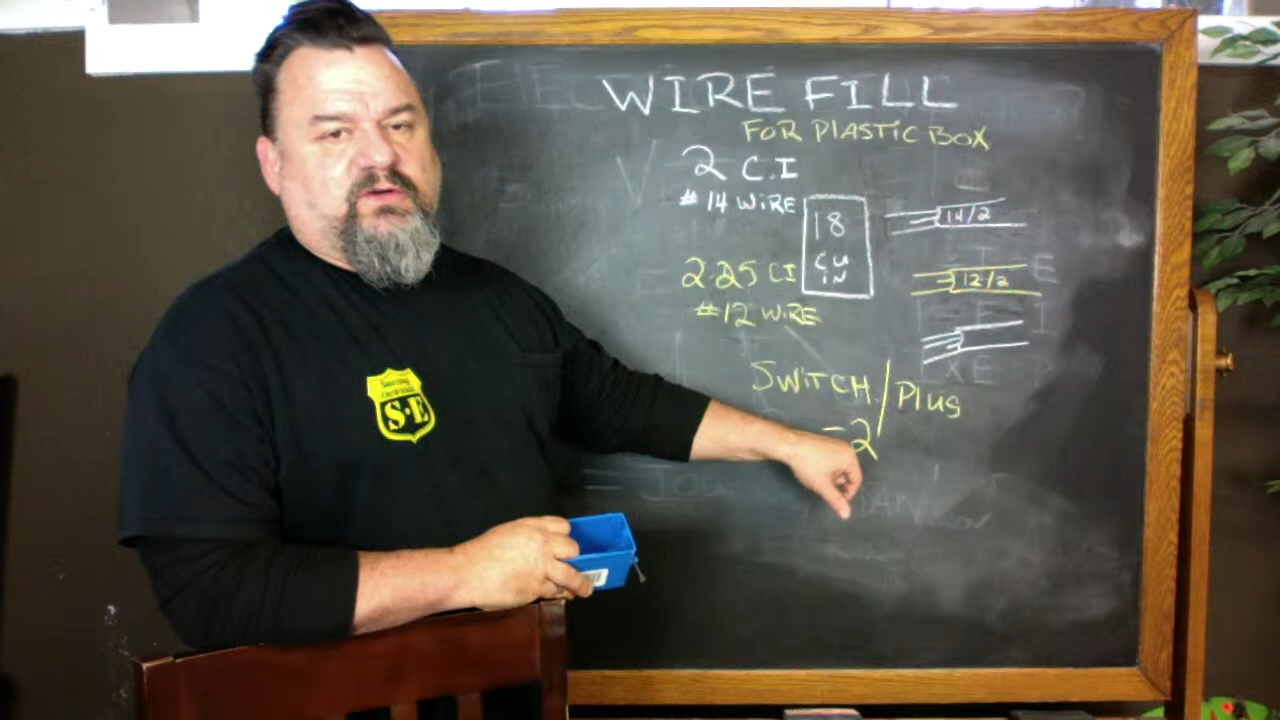 WIRE FILL
FOR PLASTIC BOX
2 C.I
# 14 WIRE
18
CU
IN
14/2
2.25 CI
# 12 WIRE
12/2
SWITCH / Plug
-2
S·E